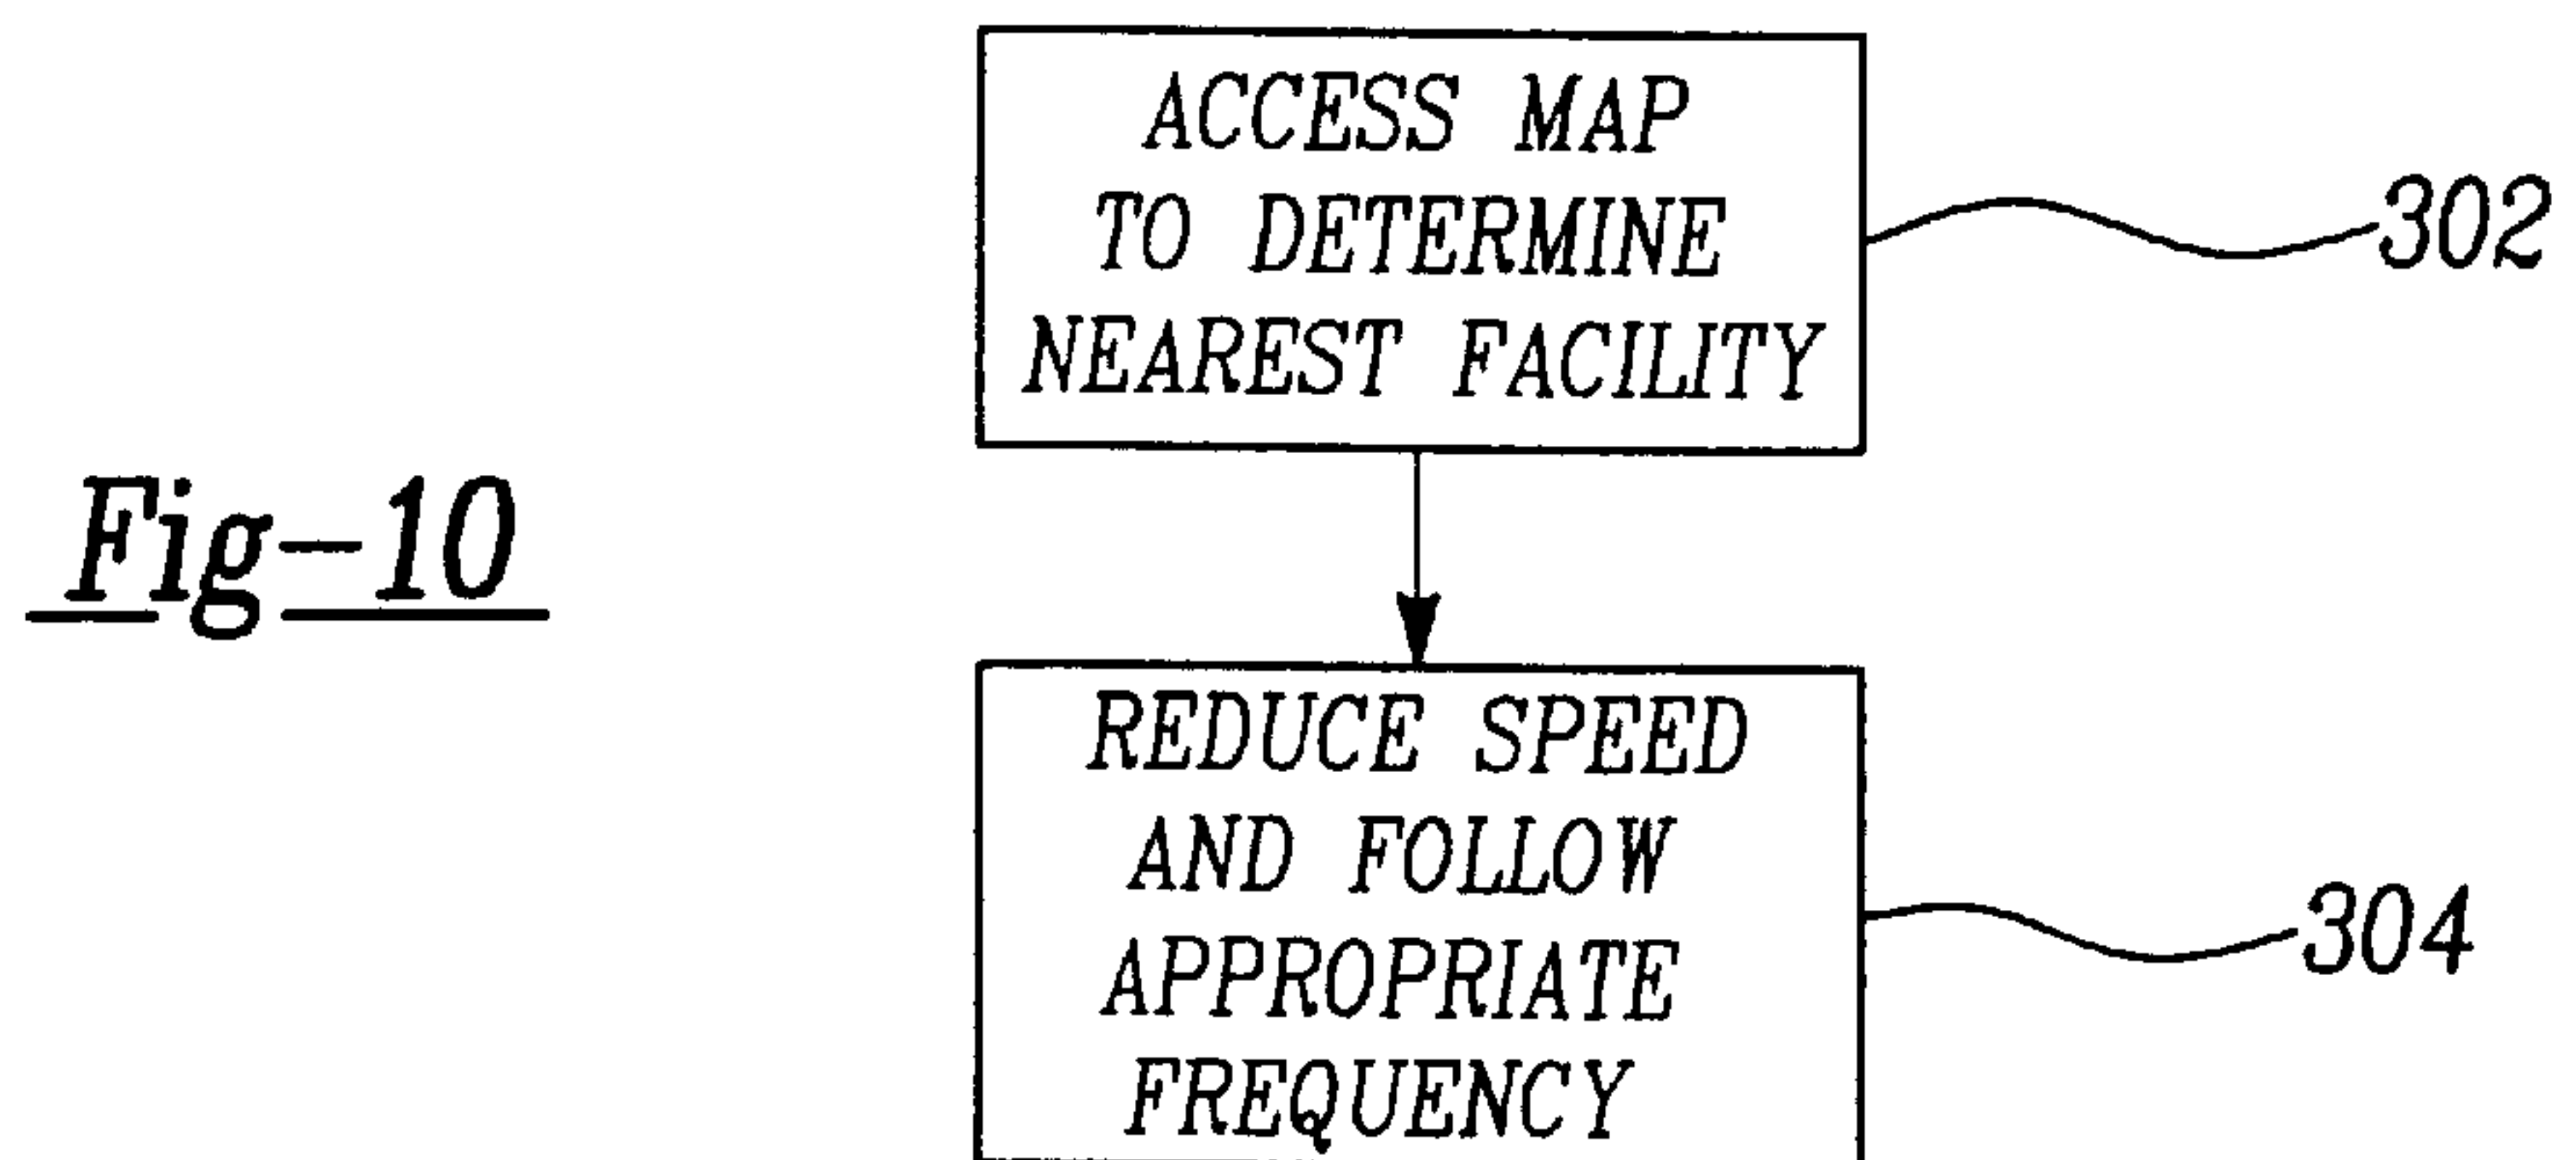 ACCESS MAP
TO DETERMINE
NEAREST FACILITY
302
Fig-10
REDUCE SPEED
AND FOLLOW
APPROPRIATE
FREQUENCY
304